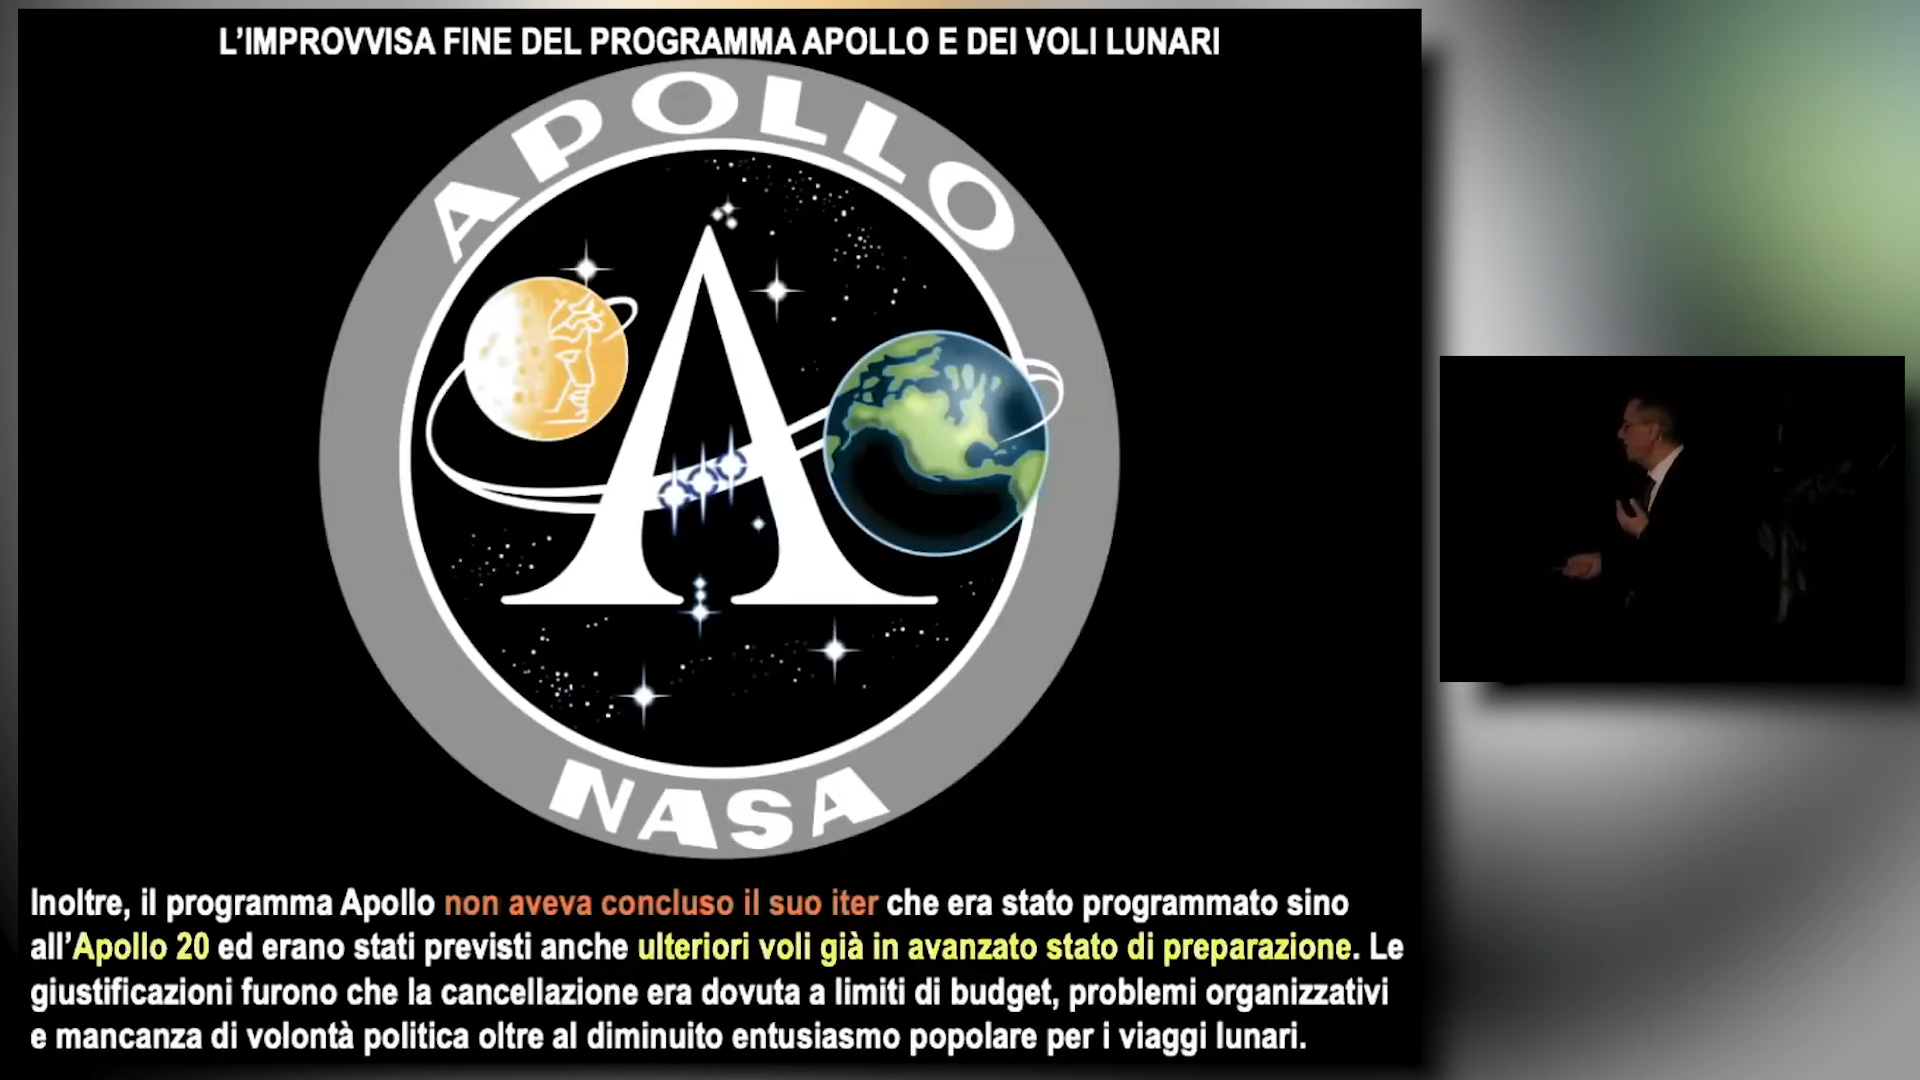 L'IMPROVVISA FINE DEL PROGRAMMA APOLLO E DEI VOLI LUNARI
APOLLO
A
NASA
Inoltre, il programma Apollo non aveva concluso il suo iter che era stato programmato sino
all'Apollo 20 ed erano stati previsti anche ulteriori voli già in avanzato stato di preparazione. Le
giustificazioni furono che la cancellazione era dovuta a limiti di budget, problemi organizzativi
e mancanza di volontà politica oltre al diminuito entusiasmo popolare per i viaggi lunari.